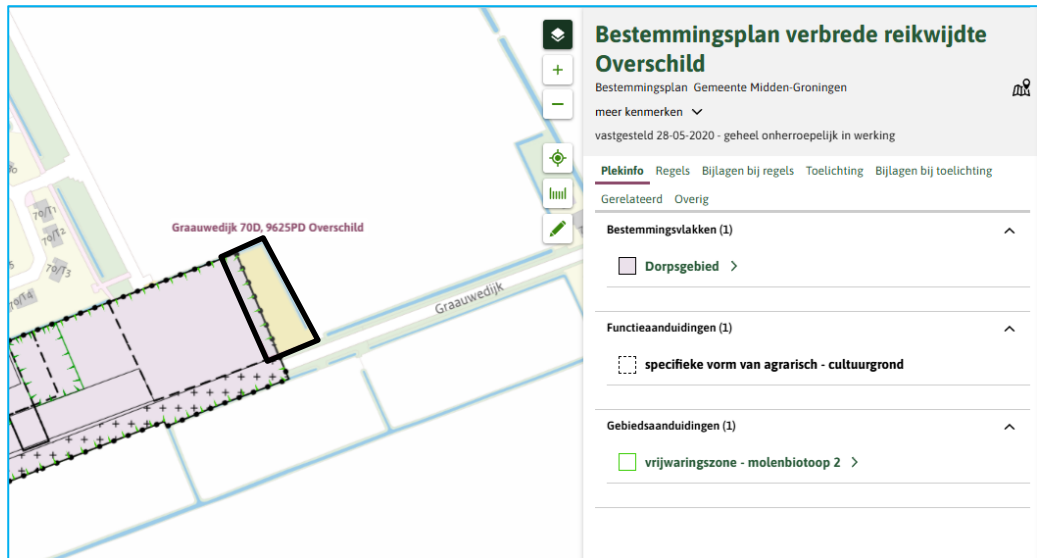 Bestemmingsplan verbrede reikwijdte
Overschild
Bestemmingsplan Gemeente Midden-Groningen
meer kenmerken
vastgesteld 28-05-2020 - geheel onherroepelijk in werking
Plekinfo Regels Bijlagen bij regels Toelichting Bijlagen bij toelichting
Gerelateerd Overig
Bestemmingsvlakken (1)
Dorpsgebied
Functieaanduidingen (1)
specifieke vorm van agrarisch - cultuurgrond
Gebiedsaanduidingen (1)
vrijwaringszone - molenbiotoop 2
70/T1
70/T2
70/T3
70/T4
Graauwedijk 70D, 9625PD Overschild
Graauwedijk